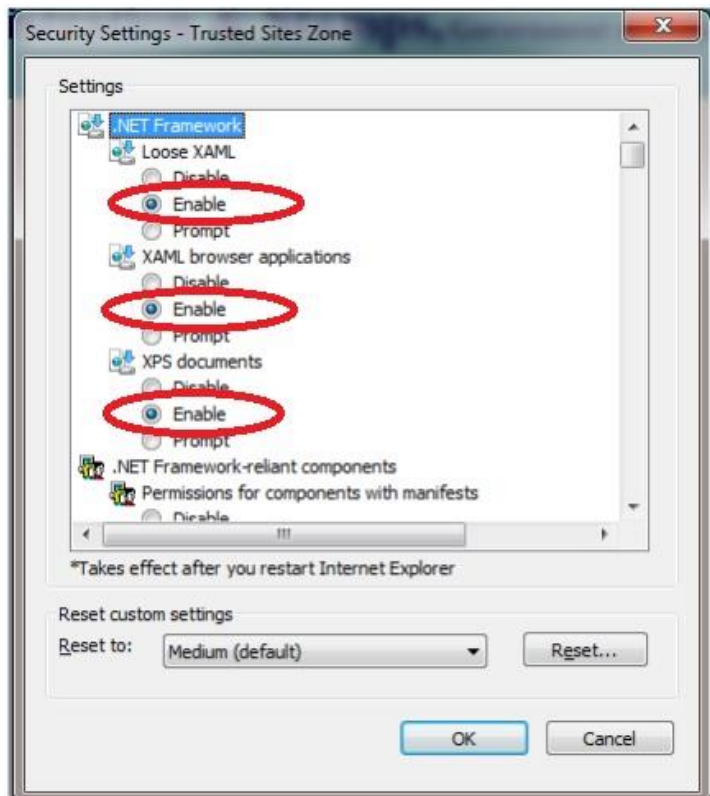 Security Settings - Trusted Sites Zone
Settings
.NET Framework
Loose XAML
Disable
Enable
Prompt
XAML browser applications
Disable
Enable
Prompt
XPS documents
Disable
Enable
Prompt
.NET Framework-reliant components
Permissions for components with manifests
Disable
*Takes effect after you restart Internet Explorer
Reset custom settings
Reset to: Medium (default) Reset...
OK Cancel